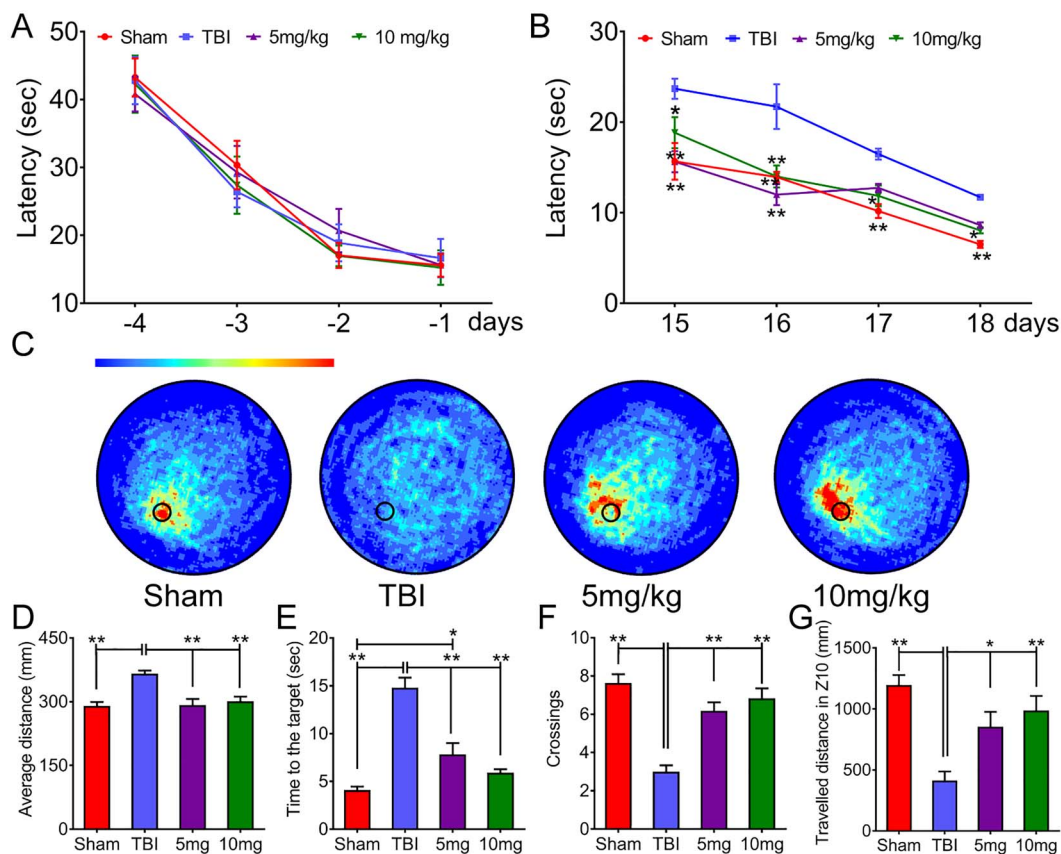 A
Sham TBI 5mg/kg 10 mg/kg
Latency (sec)
50
40
30
20
10
-4 -3 -2 -1 days
B
Sham TBI 5mg/kg 10mg/kg
Latency (sec)
30
20
10
0
*
**
**
**
**
**
*
**
*
**
15 16 17 18 days
C
Sham TBI 5mg/kg 10mg/kg
D
Average distance (mm)
450
300
150
0
** ** **
Sham TBI 5mg 10mg
E
Time to the target (sec)
20
15
10
5
0
*
** ** **
Sham TBI 5mg 10mg
F
Crossings
10
8
6
4
2
0
** ** **
Sham TBI 5mg 10mg
G
Travelled distance in Z10 (mm)
1500
1000
500
0
** * **
Sham TBI 5mg 10mg